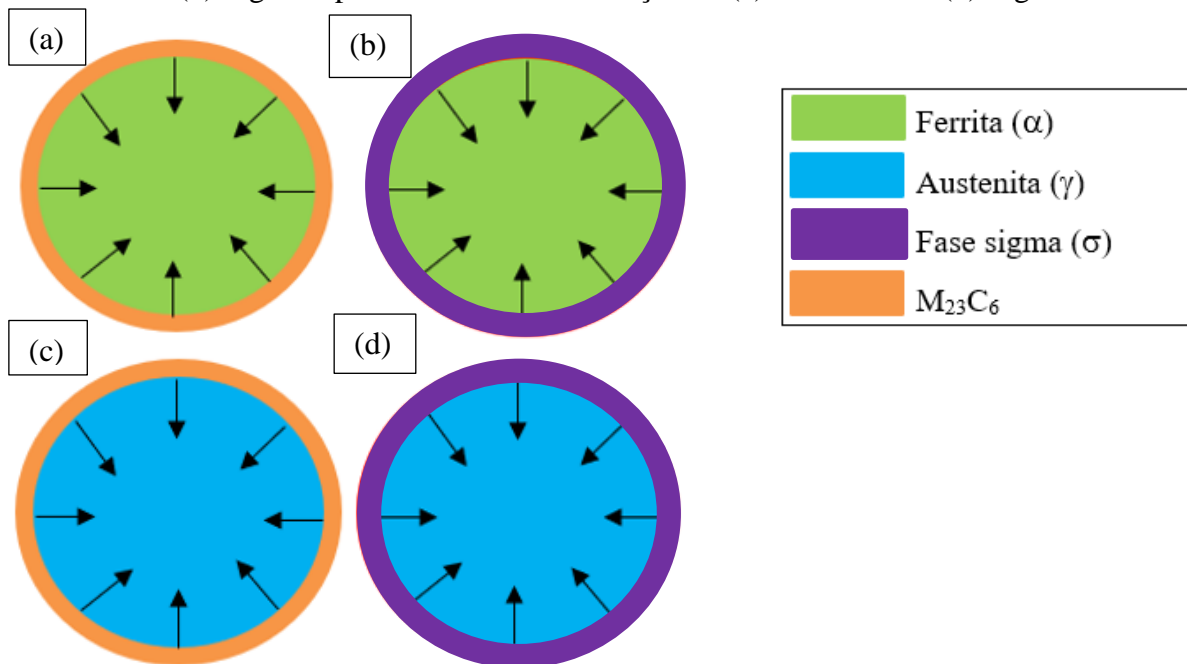 (a)
(b)
Ferrita (α)
Austenita (γ)
Fase sigma (σ)
M₂₃C₆
(c)
(d)